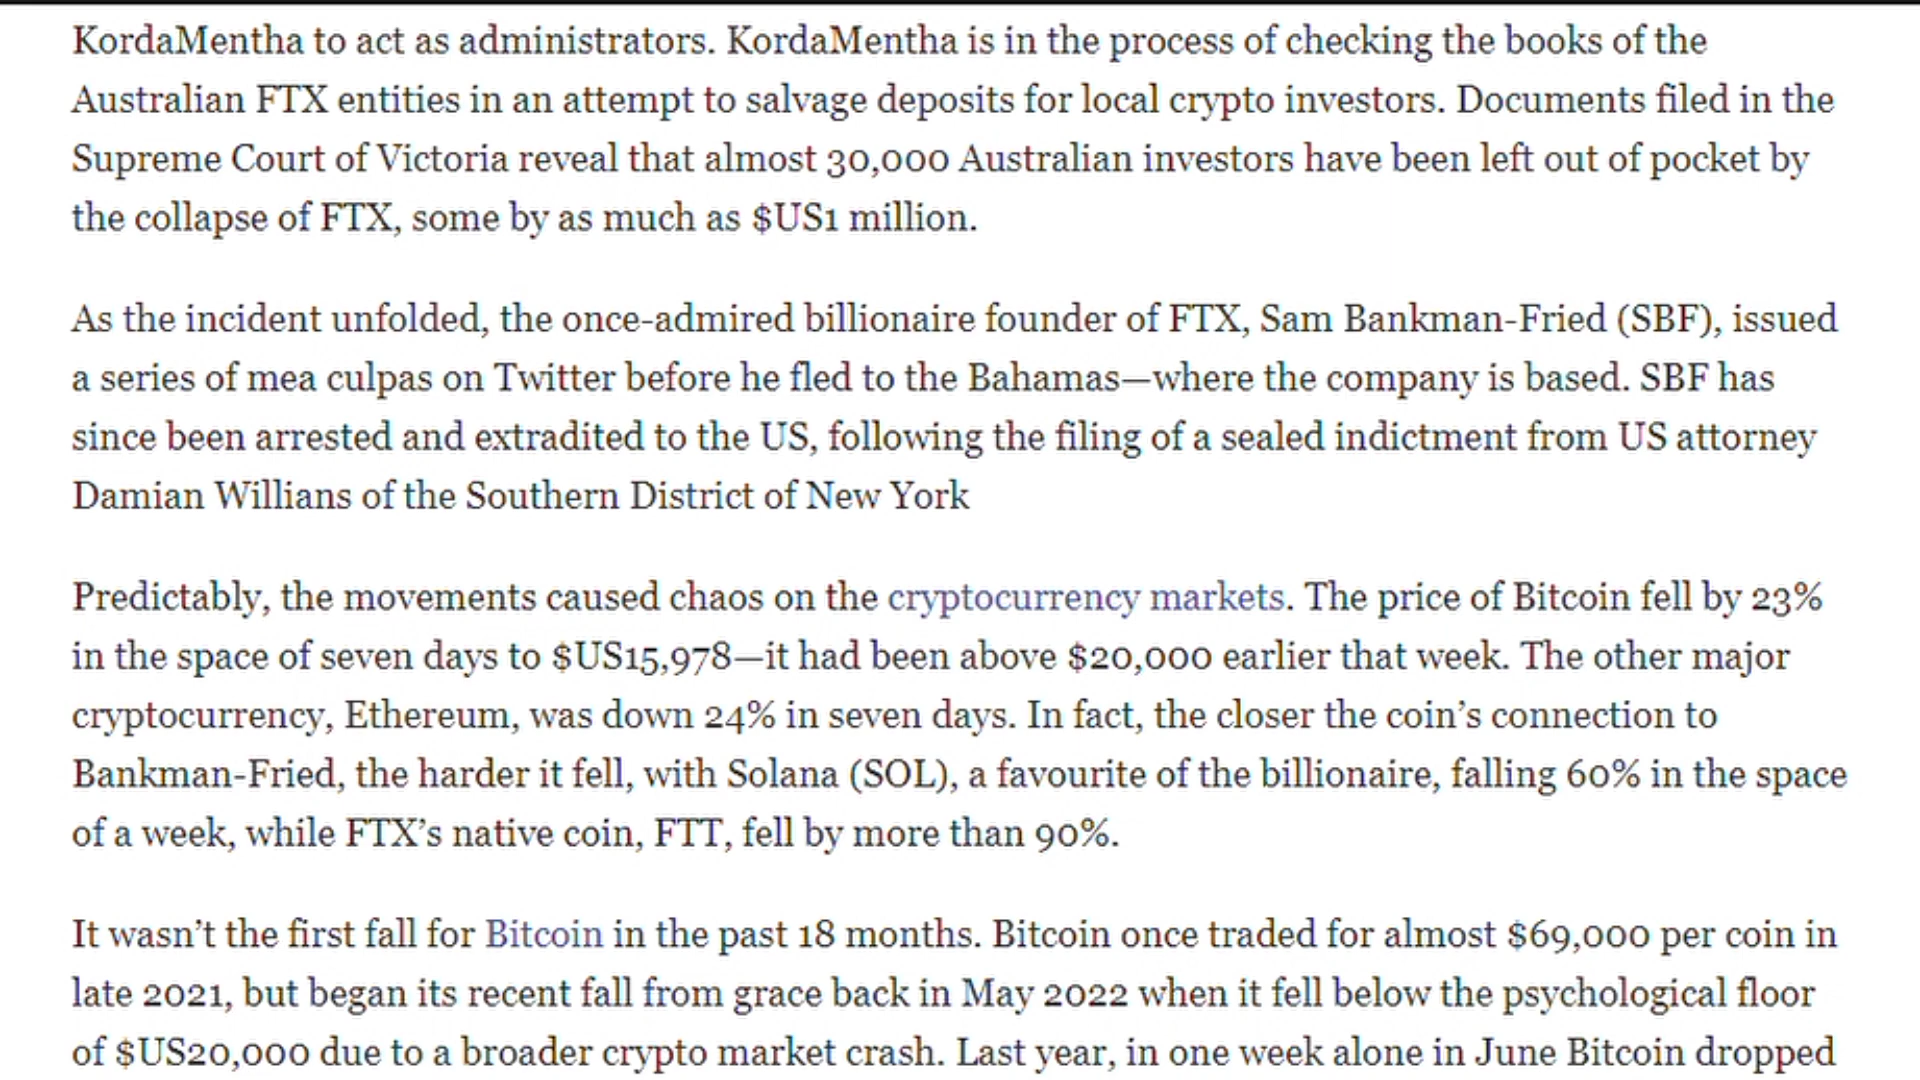 KordaMentha to act as administrators. KordaMentha is in the process of checking the books of the
Australian FTX entities in an attempt to salvage deposits for local crypto investors. Documents filed in the
Supreme Court of Victoria reveal that almost 30,000 Australian investors have been left out of pocket by
the collapse of FTX, some by as much as $US1 million.
As the incident unfolded, the once-admired billionaire founder of FTX, Sam Bankman-Fried (SBF), issued
a series of mea culpas on Twitter before he fled to the Bahamas—where the company is based. SBF has
since been arrested and extradited to the US, following the filing of a sealed indictment from US attorney
Damian Willians of the Southern District of New York
Predictably, the movements caused chaos on the cryptocurrency markets. The price of Bitcoin fell by 23%
in the space of seven days to $US15,978—it had been above $20,000 earlier that week. The other major
cryptocurrency, Ethereum, was down 24% in seven days. In fact, the closer the coin’s connection to
Bankman-Fried, the harder it fell, with Solana (SOL), a favourite of the billionaire, falling 60% in the space
of a week, while FTX’s native coin, FTT, fell by more than 90%.
It wasn’t the first fall for Bitcoin in the past 18 months. Bitcoin once traded for almost $69,000 per coin in
late 2021, but began its recent fall from grace back in May 2022 when it fell below the psychological floor
of $US20,000 due to a broader crypto market crash. Last year, in one week alone in June Bitcoin dropped